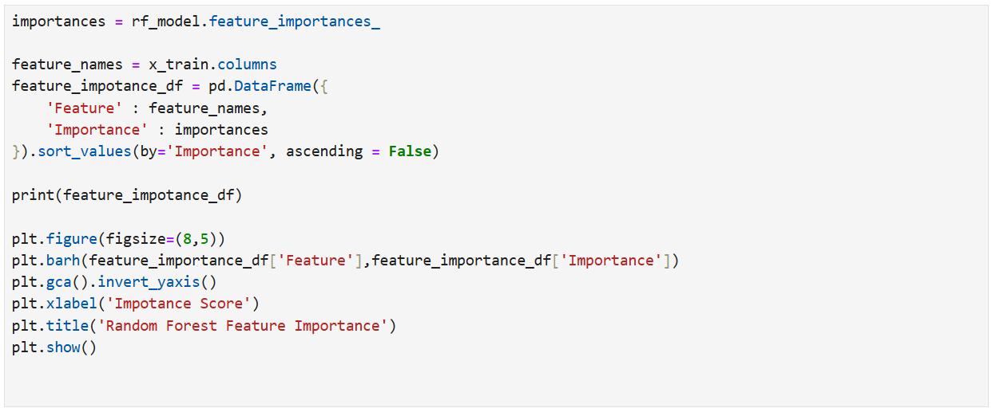 importances = rf_model.feature_importances_
feature_names = x_train.columns
feature_impotance_df = pd.DataFrame({
    'Feature' : feature_names,
    'Importance' : importances
}).sort_values(by='Importance', ascending = False)
print(feature_impotance_df)
plt.figure(figsize=(8,5))
plt.barh(feature_importance_df['Feature'],feature_importance_df['Importance'])
plt.gca().invert_yaxis()
plt.xlabel('Impotance Score')
plt.title('Random Forest Feature Importance')
plt.show()